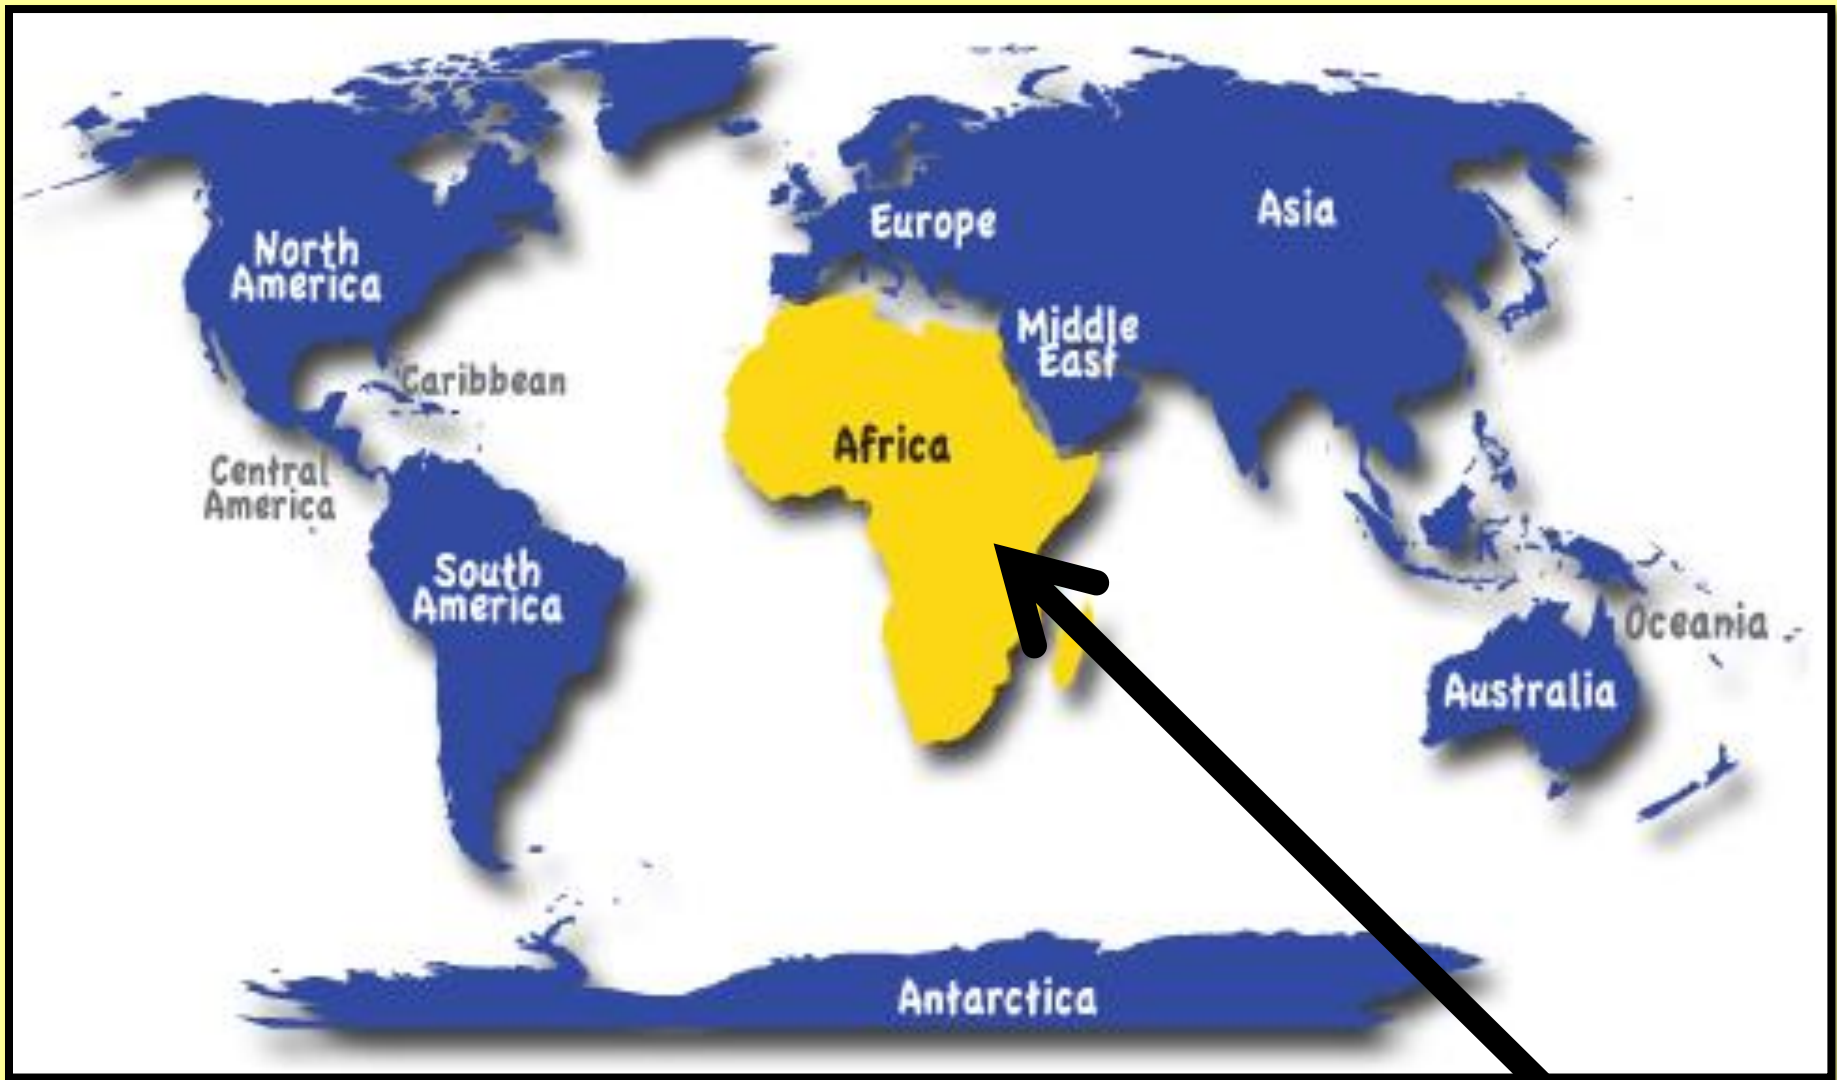 Europe
Asia
North
America
Middle
East
Caribbean
Africa
Central
America
South
America
Oceania
Australia
Antarctica